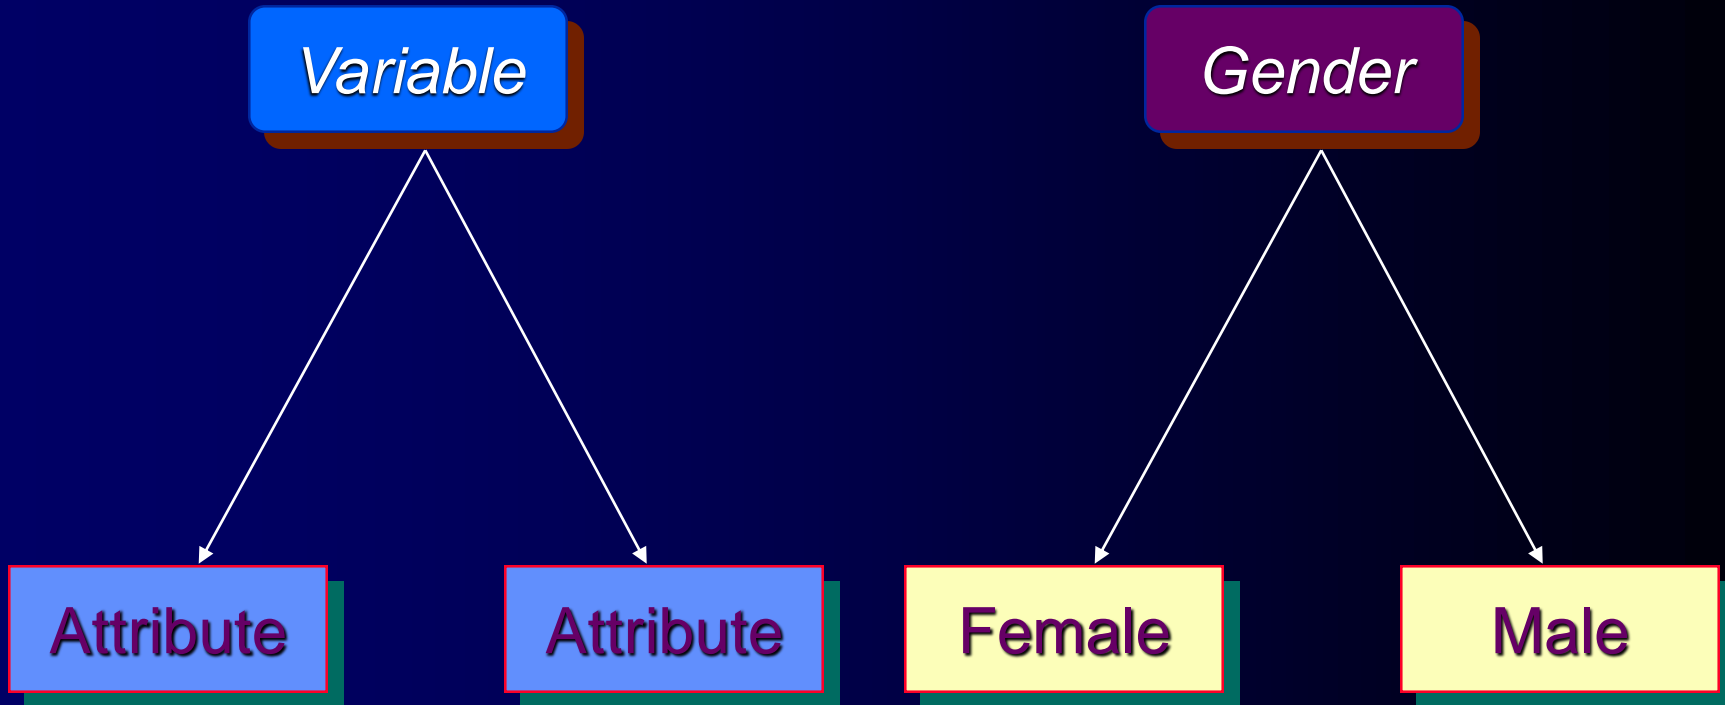 Variable
Gender
Attribute
Attribute
Female
Male